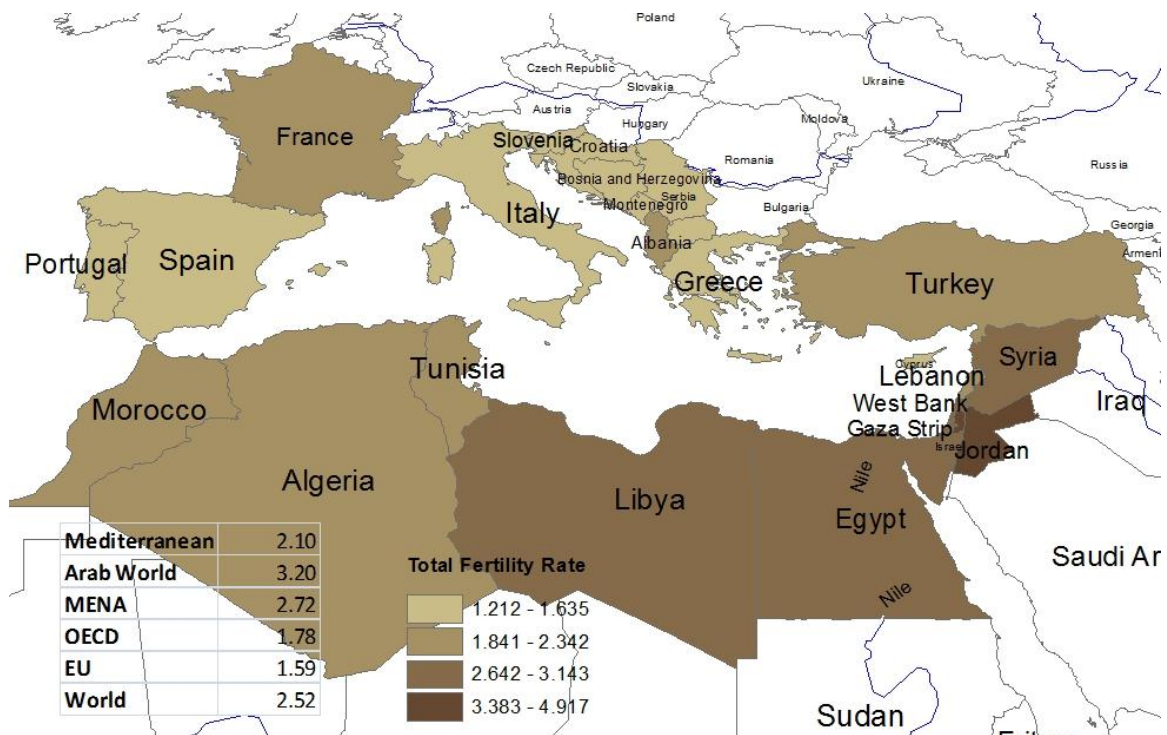 Poland
Czech Republic
Slovakia
Ukraine
Austria
Hungary
Moldova
France
Slovenia
Croatia
Romania
Russia
Bosnia and Herzegovina
Serbia
Montenegro
Bulgaria
Italy
Georgia
Albania
Portugal
Spain
Greece
Turkey
Tunisia
Cyprus
Syria
Lebanon
Morocco
West Bank
Iraq
Gaza Strip
Israel
Jordan
Algeria
Nile
Libya
Egypt
Saudi Ar
Mediterranean 2.10
Arab World 3.20
MENA 2.72
OECD 1.78
EU 1.59
World 2.52
Total Fertility Rate
1.212 - 1.635
1.841 - 2.342
2.642 - 3.143
3.383 - 4.917
Nile
Sudan